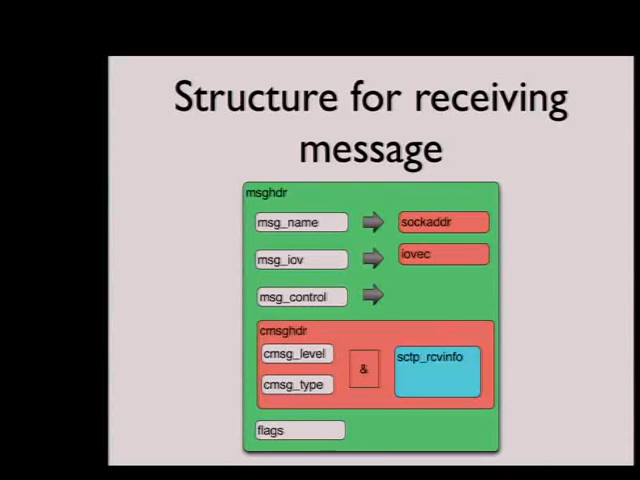 Structure for receiving
message
msghdr
msg_name
sockaddr
msg_iov
iovec
msg_control
cmsghdr
cmsg_level
&
sctp_rcvinfo
cmsg_type
flags